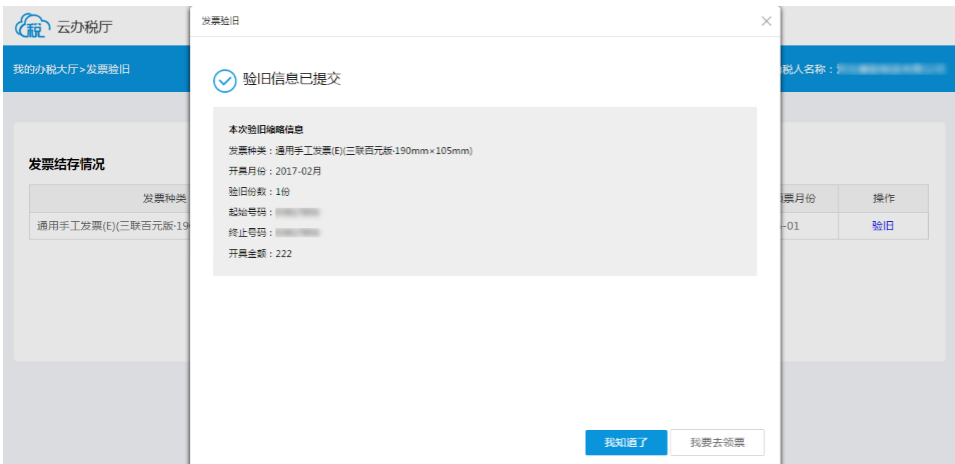 税 云办税厅
发票验旧
我的办税大厅>发票验旧
税人名称：
验旧信息已提交
本次验旧缩略信息
发票种类：通用手工发票(E)(三联百元版-190mm×105mm)
开票月份：2017-02月
验旧份数：1份
起始号码：
终止号码：
开具金额：222
发票结存情况
发票种类
票月份
操作
通用手工发票(E)(三联百元版-19
-01
验旧
我知道了
我要去领票